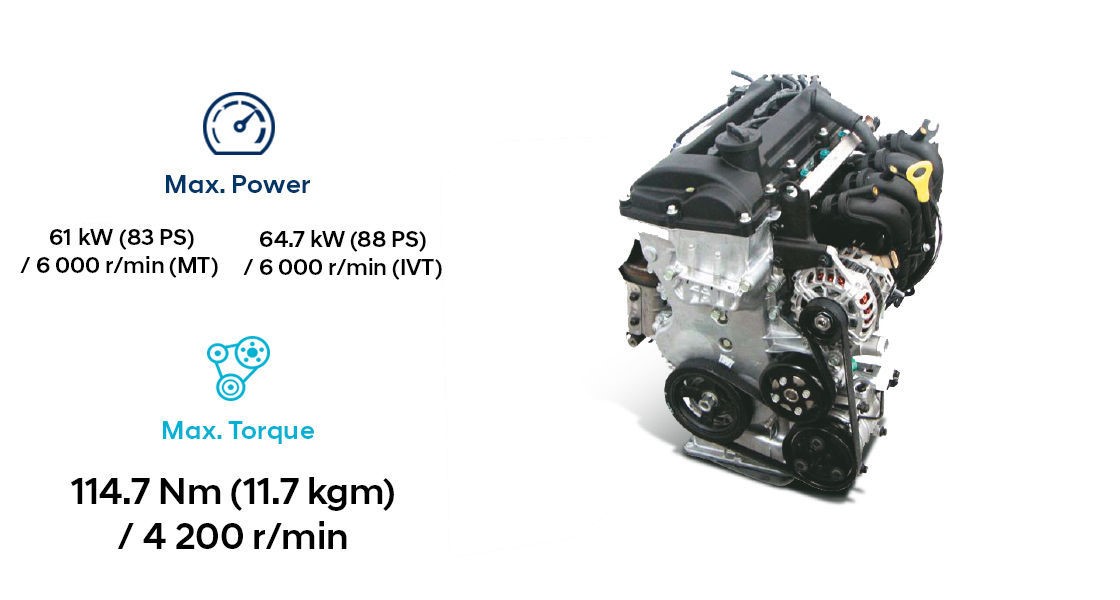 Max. Power
61 kW (83 PS)
/ 6 000 r/min (MT)
64.7 kW (88 PS)
/ 6 000 r/min (IVT)
Max. Torque
114.7 Nm (11.7 kgm)
/ 4 200 r/min